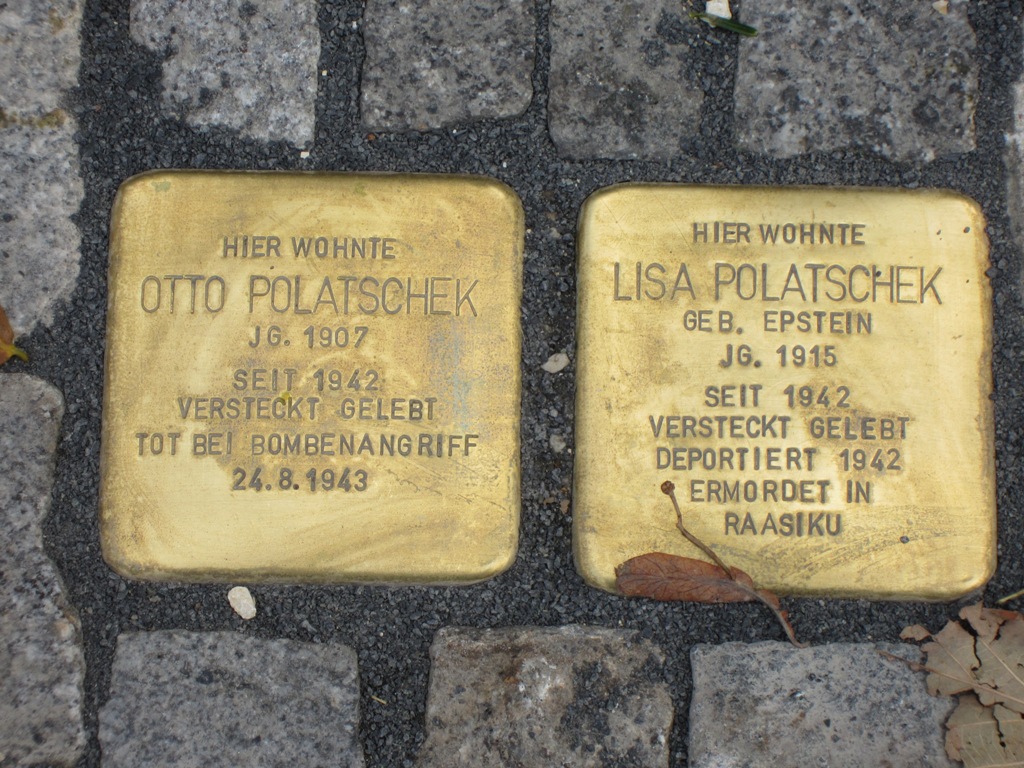 HIER WOHNTE
OTTO POLATSCHEK
JG. 1907
SEIT 1942
VERSTECKT GELEBT
TOT BEI BOMBENANGRIFF
24.8.1943
HIER WOHNTE
LISA POLATSCHEK
GEB. EPSTEIN
JG. 1915
SEIT 1942
VERSTECKT GELEBT
DEPORTIERT 1942
ERMORDET IN
RAASIKU